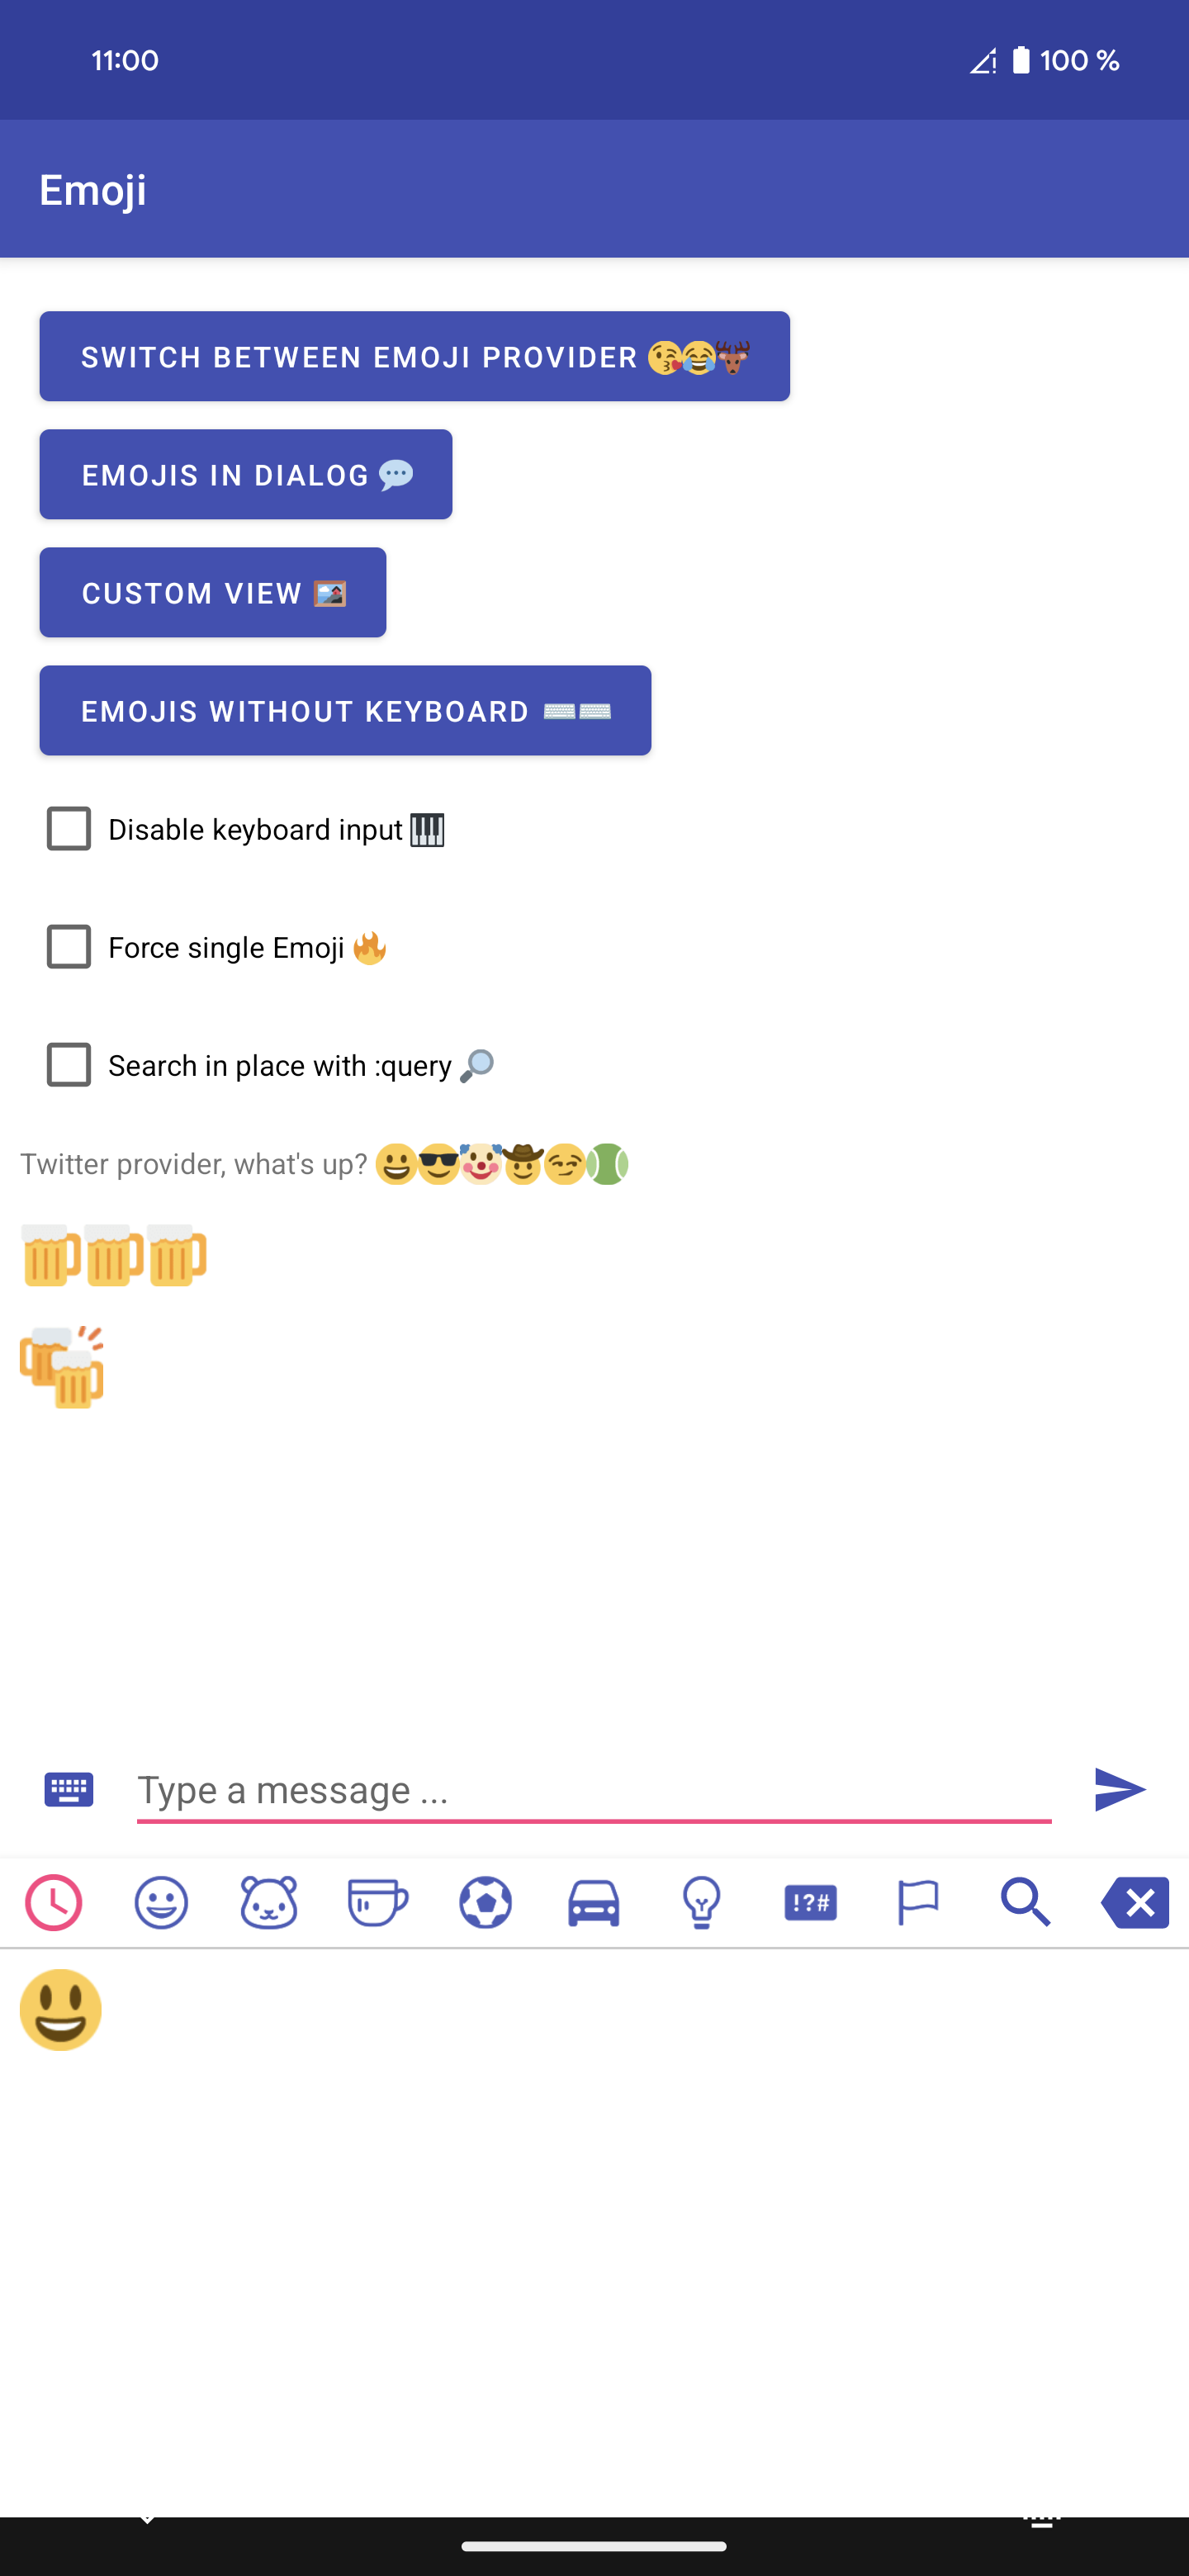 11:00
100 %
Emoji
SWITCH BETWEEN EMOJI PROVIDER 😘😂🦌
EMOJIS IN DIALOG 💬
CUSTOM VIEW 🖼️
EMOJIS WITHOUT KEYBOARD ⌨️⌨️
Disable keyboard input 🎹
Force single Emoji 🔥
Search in place with :query 🔎
Twitter provider, what's up? 😀😎🤡🤠😏🎾
🍺🍺🍺
🍻
Type a message ...
!?#
😃